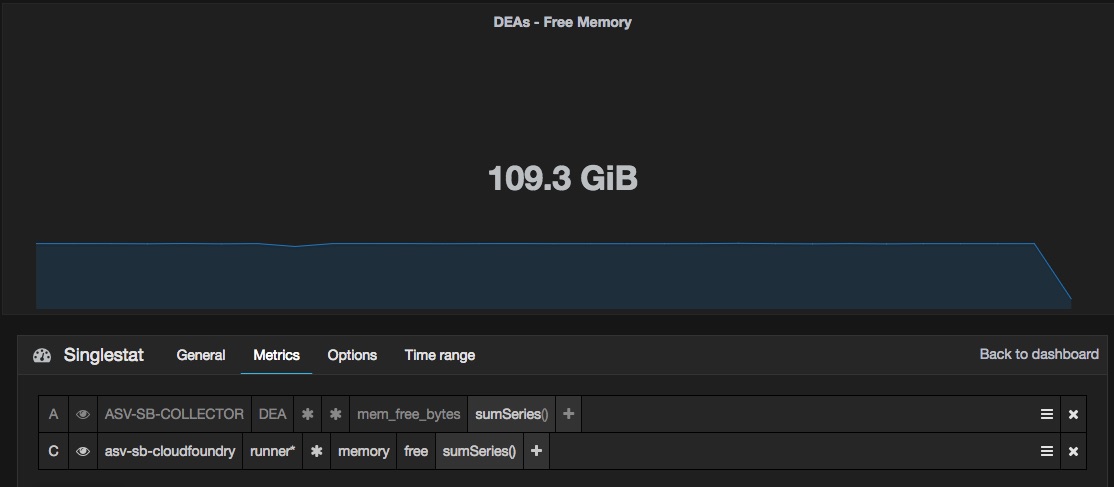 DEAs - Free Memory
109.3 GiB
Singlestat General Metrics Options Time range Back to dashboard
A ASV-SB-COLLECTOR DEA * * mem_free_bytes sumSeries() +
C asv-sb-cloudfoundry runner* * memory free sumSeries() +